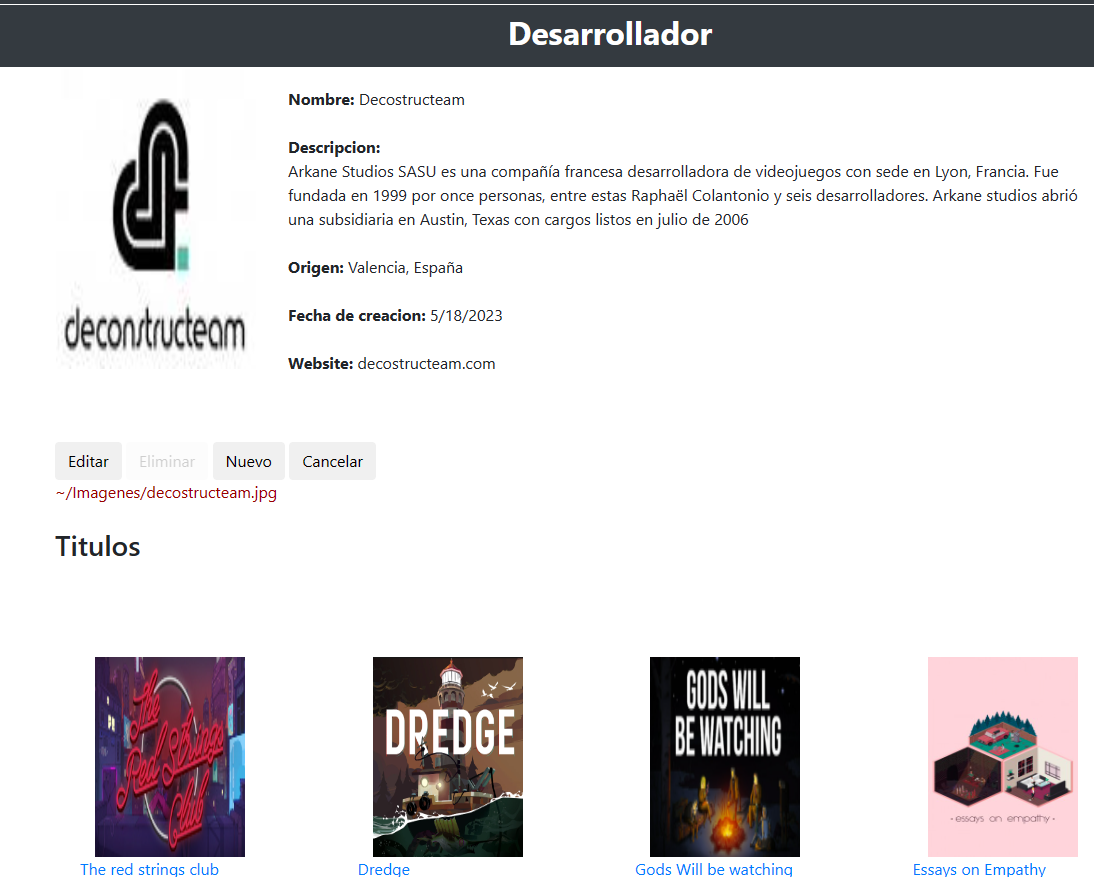 Desarrollador
deconstructeam
Nombre: Decostructeam
Descripcion:
Arkane Studios SASU es una compañía francesa desarrolladora de videojuegos con sede en Lyon, Francia. Fue
fundada en 1999 por once personas, entre estas Raphaël Colantonio y seis desarrolladores. Arkane studios abrió
una subsidiaria en Austin, Texas con cargos listos en julio de 2006
Origen: Valencia, España
Fecha de creacion: 5/18/2023
Website: decostructeam.com
Editar Eliminar Nuevo Cancelar
~/Imagenes/decostructeam.jpg
Titulos
The
Red Strings
Club
DREDGE
GODS WILL
BE WATCHING
- essays on empathy -
The red strings club
Dredge
Gods Will be watching
Essays on Empathy